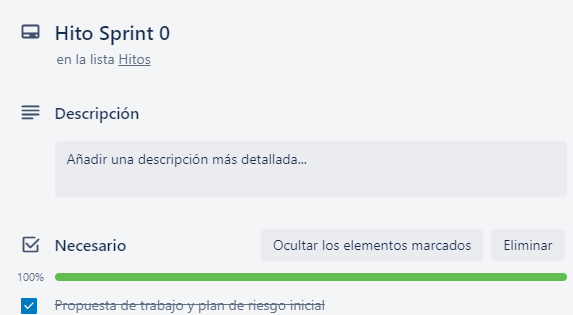 Hito Sprint 0
en la lista Hitos
Descripción
Añadir una descripción más detallada...
Necesario
Ocultar los elementos marcados
Eliminar
100%
Propuesta de trabajo y plan de riesgo inicial